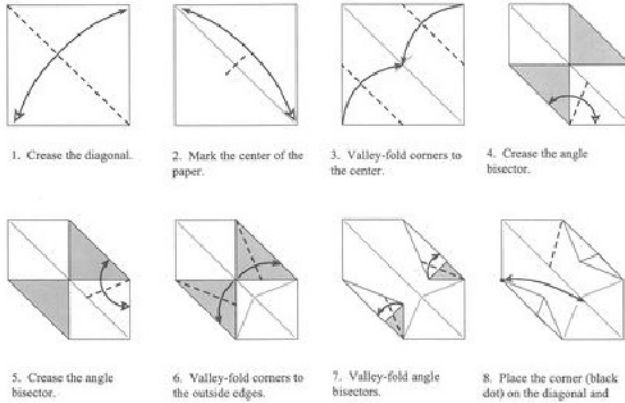 1. Crease the diagonal.
2. Mark the center of the
paper.
3. Valley-fold corners to
the center.
4. Crease the angle
bisector.
5. Crease the angle
bisector.
6. Valley-fold corners to
the outside edges.
7. Valley-fold angle
bisectors.
8. Place the corner (black
dot) on the diagonal and